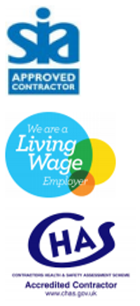 sia
APPROVED
CONTRACTOR
We are a
Living
Wage
Employer
CHAS
CONTRACTORS HEALTH & SAFETY ASSESSMENT SCHEME
Accredited Contractor
www.chas.gov.uk